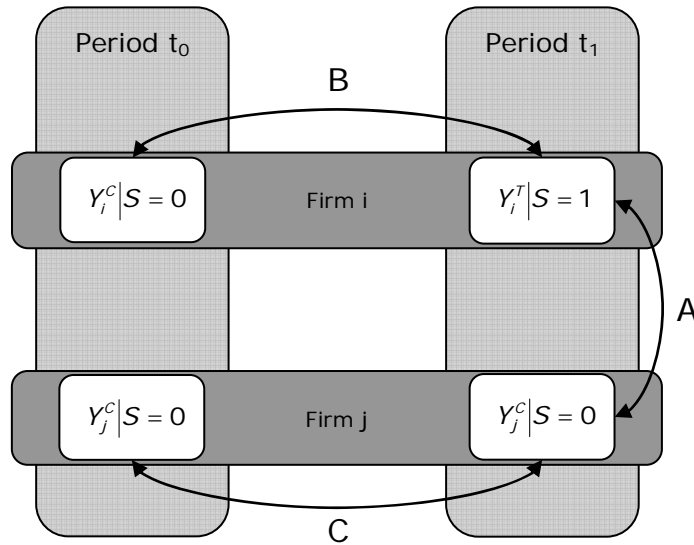 Period t₀
Period t₁
B
Y_i^C|S = 0
Firm i
Y_i^T|S = 1
A
Y_j^C|S = 0
Firm j
Y_j^C|S = 0
C